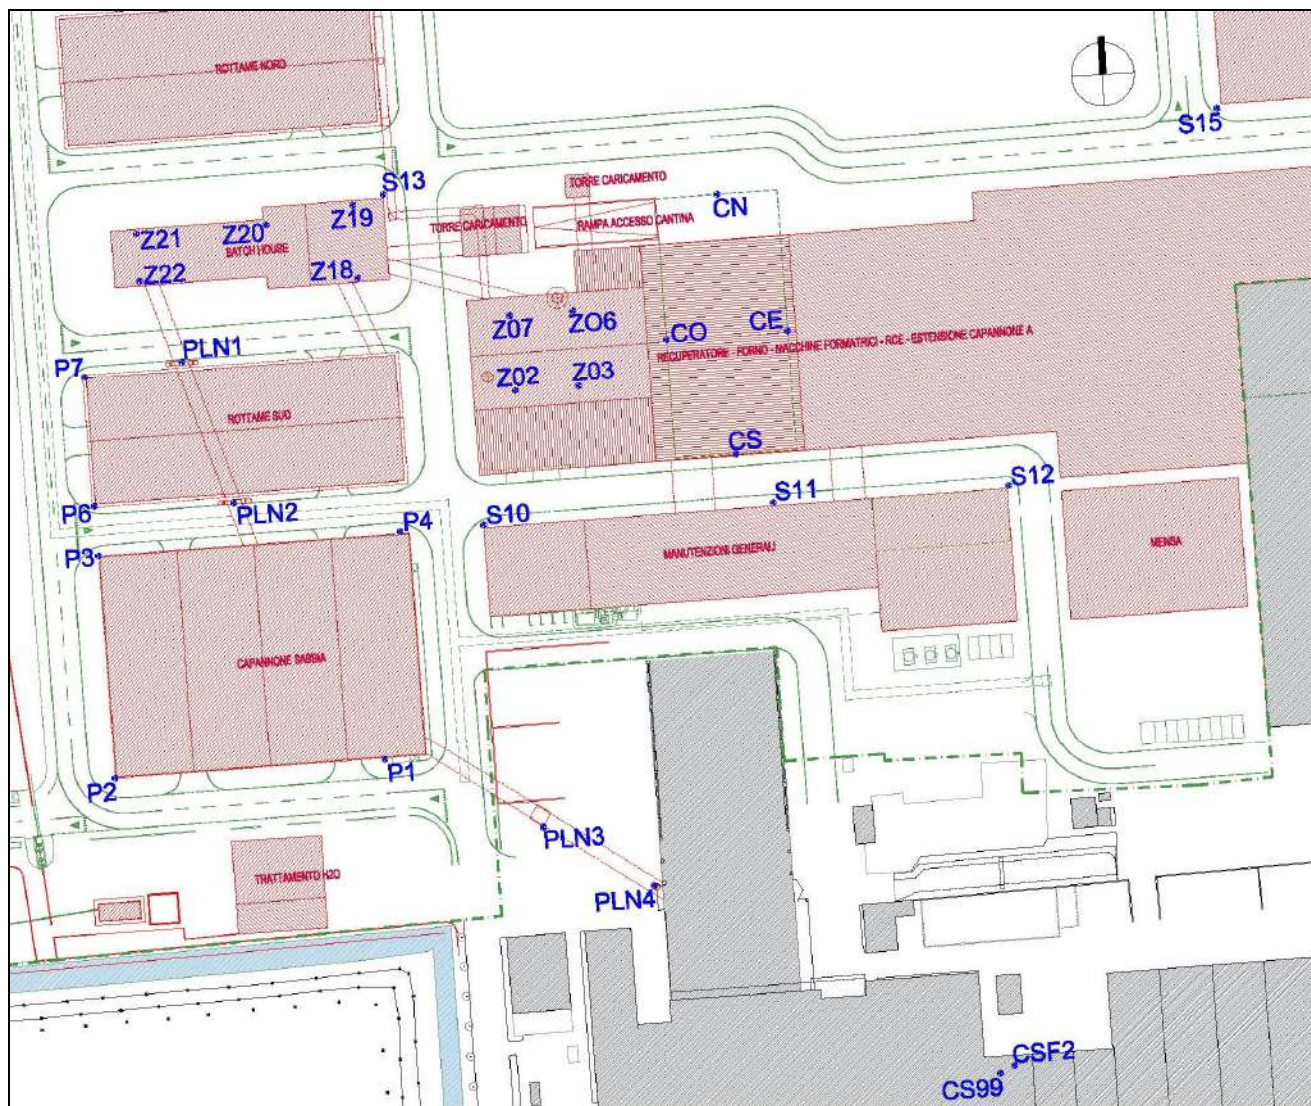 ROTTAME NORD
S15
S13
TORRE CARICAMENTO
CN
Z19
Z21
Z20
TORRE CARICAMENTO
RAMPA ACCESSO CANTINA
BATCH HOUSE
Z22
Z18
Z07
ZO6
CO
CE
RECUPERATORE - FORNO - MACCHINE FORMATRICI - RCE - ESTENSIONE CAPANNONE A
PLN1
P7
Z02
Z03
ROTTAME SUD
CS
S12
S11
P6
PLN2
S10
P4
P3
MANUTENZIONI GENERALI
MENSA
CAPANNONE SABBIA
P1
P2
PLN3
TRATTAMENTO H2O
PLN4
CSF2
CS99